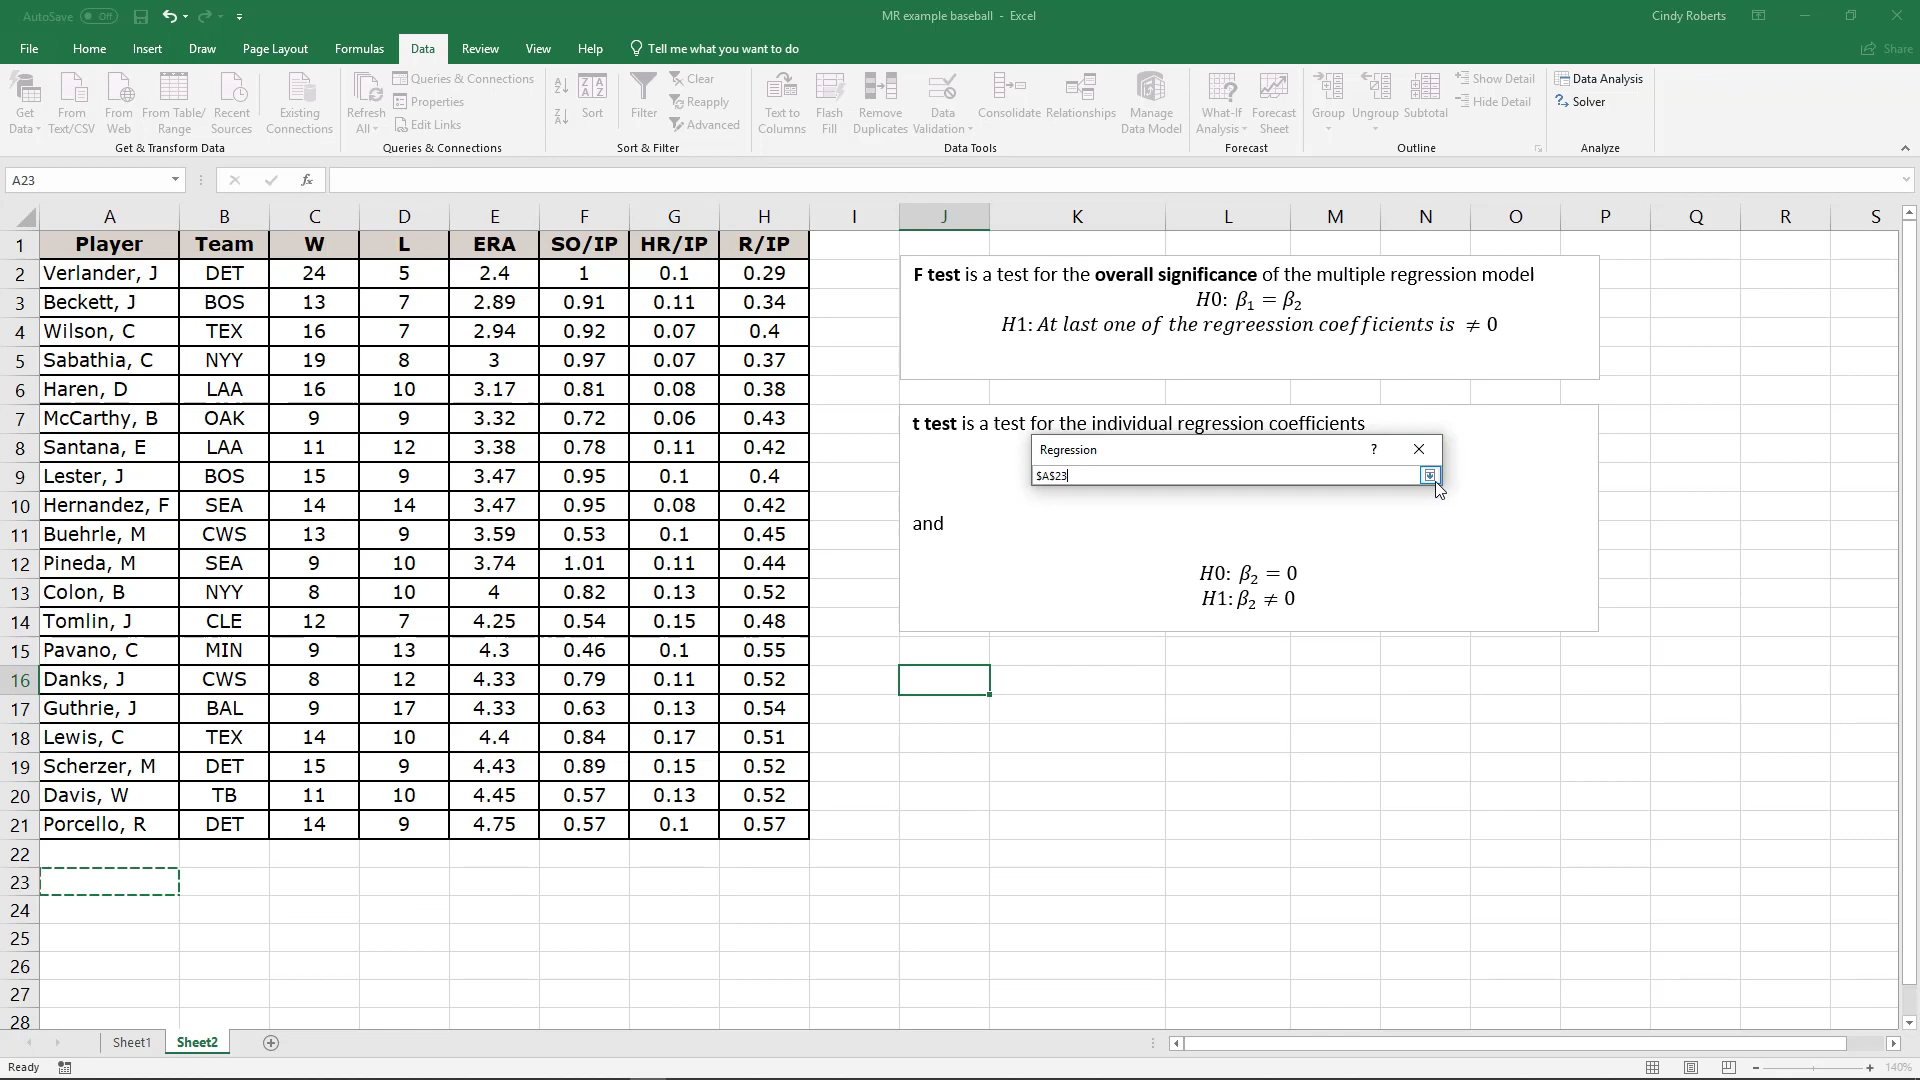 AutoSave Off
MR example baseball - Excel
Cindy Roberts
File Home Insert Draw Page Layout Formulas Data Review View Help Tell me what you want to do Share
Get Data From Text/CSV From Web From Table/ Range Recent Sources Existing Connections
Get & Transform Data
Refresh All Queries & Connections Properties Edit Links
Queries & Connections
Sort Filter Clear Reapply Advanced
Sort & Filter
Text to Columns Flash Fill Remove Duplicates Data Validation Consolidate Relationships Manage Data Model
Data Tools
What-If Analysis Forecast Sheet
Forecast
Group Ungroup Subtotal Show Detail Hide Detail
Outline
Data Analysis Solver
Analyze
A23 fx
A B C D E F G H I J K L M N O P Q R S
1 Player Team W L ERA SO/IP HR/IP R/IP
2 Verlander, J DET 24 5 2.4 1 0.1 0.29
3 Beckett, J BOS 13 7 2.89 0.91 0.11 0.34
4 Wilson, C TEX 16 7 2.94 0.92 0.07 0.4
5 Sabathia, C NYY 19 8 3 0.97 0.07 0.37
6 Haren, D LAA 16 10 3.17 0.81 0.08 0.38
7 McCarthy, B OAK 9 9 3.32 0.72 0.06 0.43
8 Santana, E LAA 11 12 3.38 0.78 0.11 0.42
9 Lester, J BOS 15 9 3.47 0.95 0.1 0.4
10 Hernandez, F SEA 14 14 3.47 0.95 0.08 0.42
11 Buehrle, M CWS 13 9 3.59 0.53 0.1 0.45
12 Pineda, M SEA 9 10 3.74 1.01 0.11 0.44
13 Colon, B NYY 8 10 4 0.82 0.13 0.52
14 Tomlin, J CLE 12 7 4.25 0.54 0.15 0.48
15 Pavano, C MIN 9 13 4.3 0.46 0.1 0.55
16 Danks, J CWS 8 12 4.33 0.79 0.11 0.52
17 Guthrie, J BAL 9 17 4.33 0.63 0.13 0.54
18 Lewis, C TEX 14 10 4.4 0.84 0.17 0.51
19 Scherzer, M DET 15 9 4.43 0.89 0.15 0.52
20 Davis, W TB 11 10 4.45 0.57 0.13 0.52
21 Porcello, R DET 14 9 4.75 0.57 0.1 0.57
22
23
24
25
26
27
28
F test is a test for the overall significance of the multiple regression model
H0: β₁ = β₂
H1: At last one of the regreession coefficients is ≠ 0
t test is a test for the individual regression coefficients
Regression ?
$A$23
and
H0: β₂ = 0
H1: β₂ ≠ 0
Sheet1 Sheet2
Ready
140%